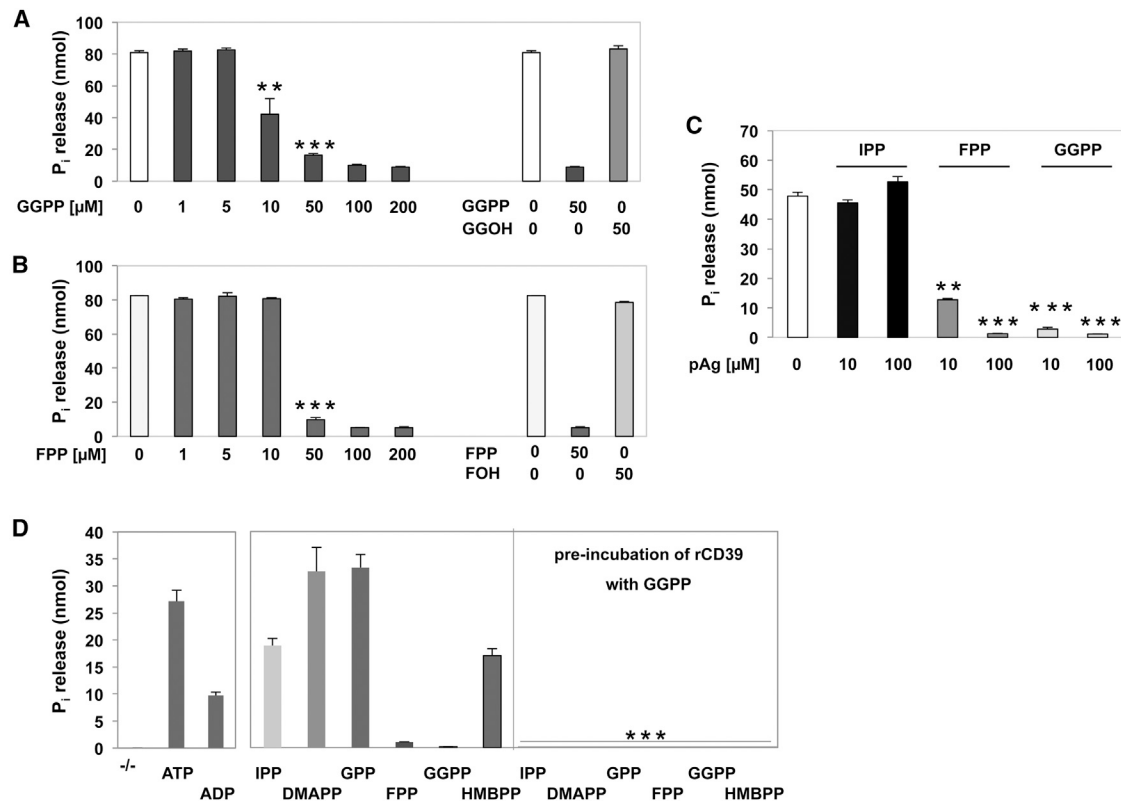 A
P_i release (nmol)
100
80
60
40
20
0
**
***
GGPP [µM]
0 1 5 10 50 100 200
GGPP 0 50 0
GGOH 0 0 50
B
P_i release (nmol)
100
80
60
40
20
0
***
FPP [µM]
0 1 5 10 50 100 200
FPP 0 50 0
FOH 0 0 50
C
P_i release (nmol)
70
60
50
40
30
20
10
0
IPP FPP GGPP
** *** *** ***
pAg [µM] 0 10 100 10 100 10 100
D
P_i release (nmol)
40
35
30
25
20
15
10
5
0
pre-incubation of rCD39
with GGPP
***
-/- ATP ADP IPP DMAPP GPP FPP GGPP HMBPP IPP DMAPP GPP FPP GGPP HMBPP